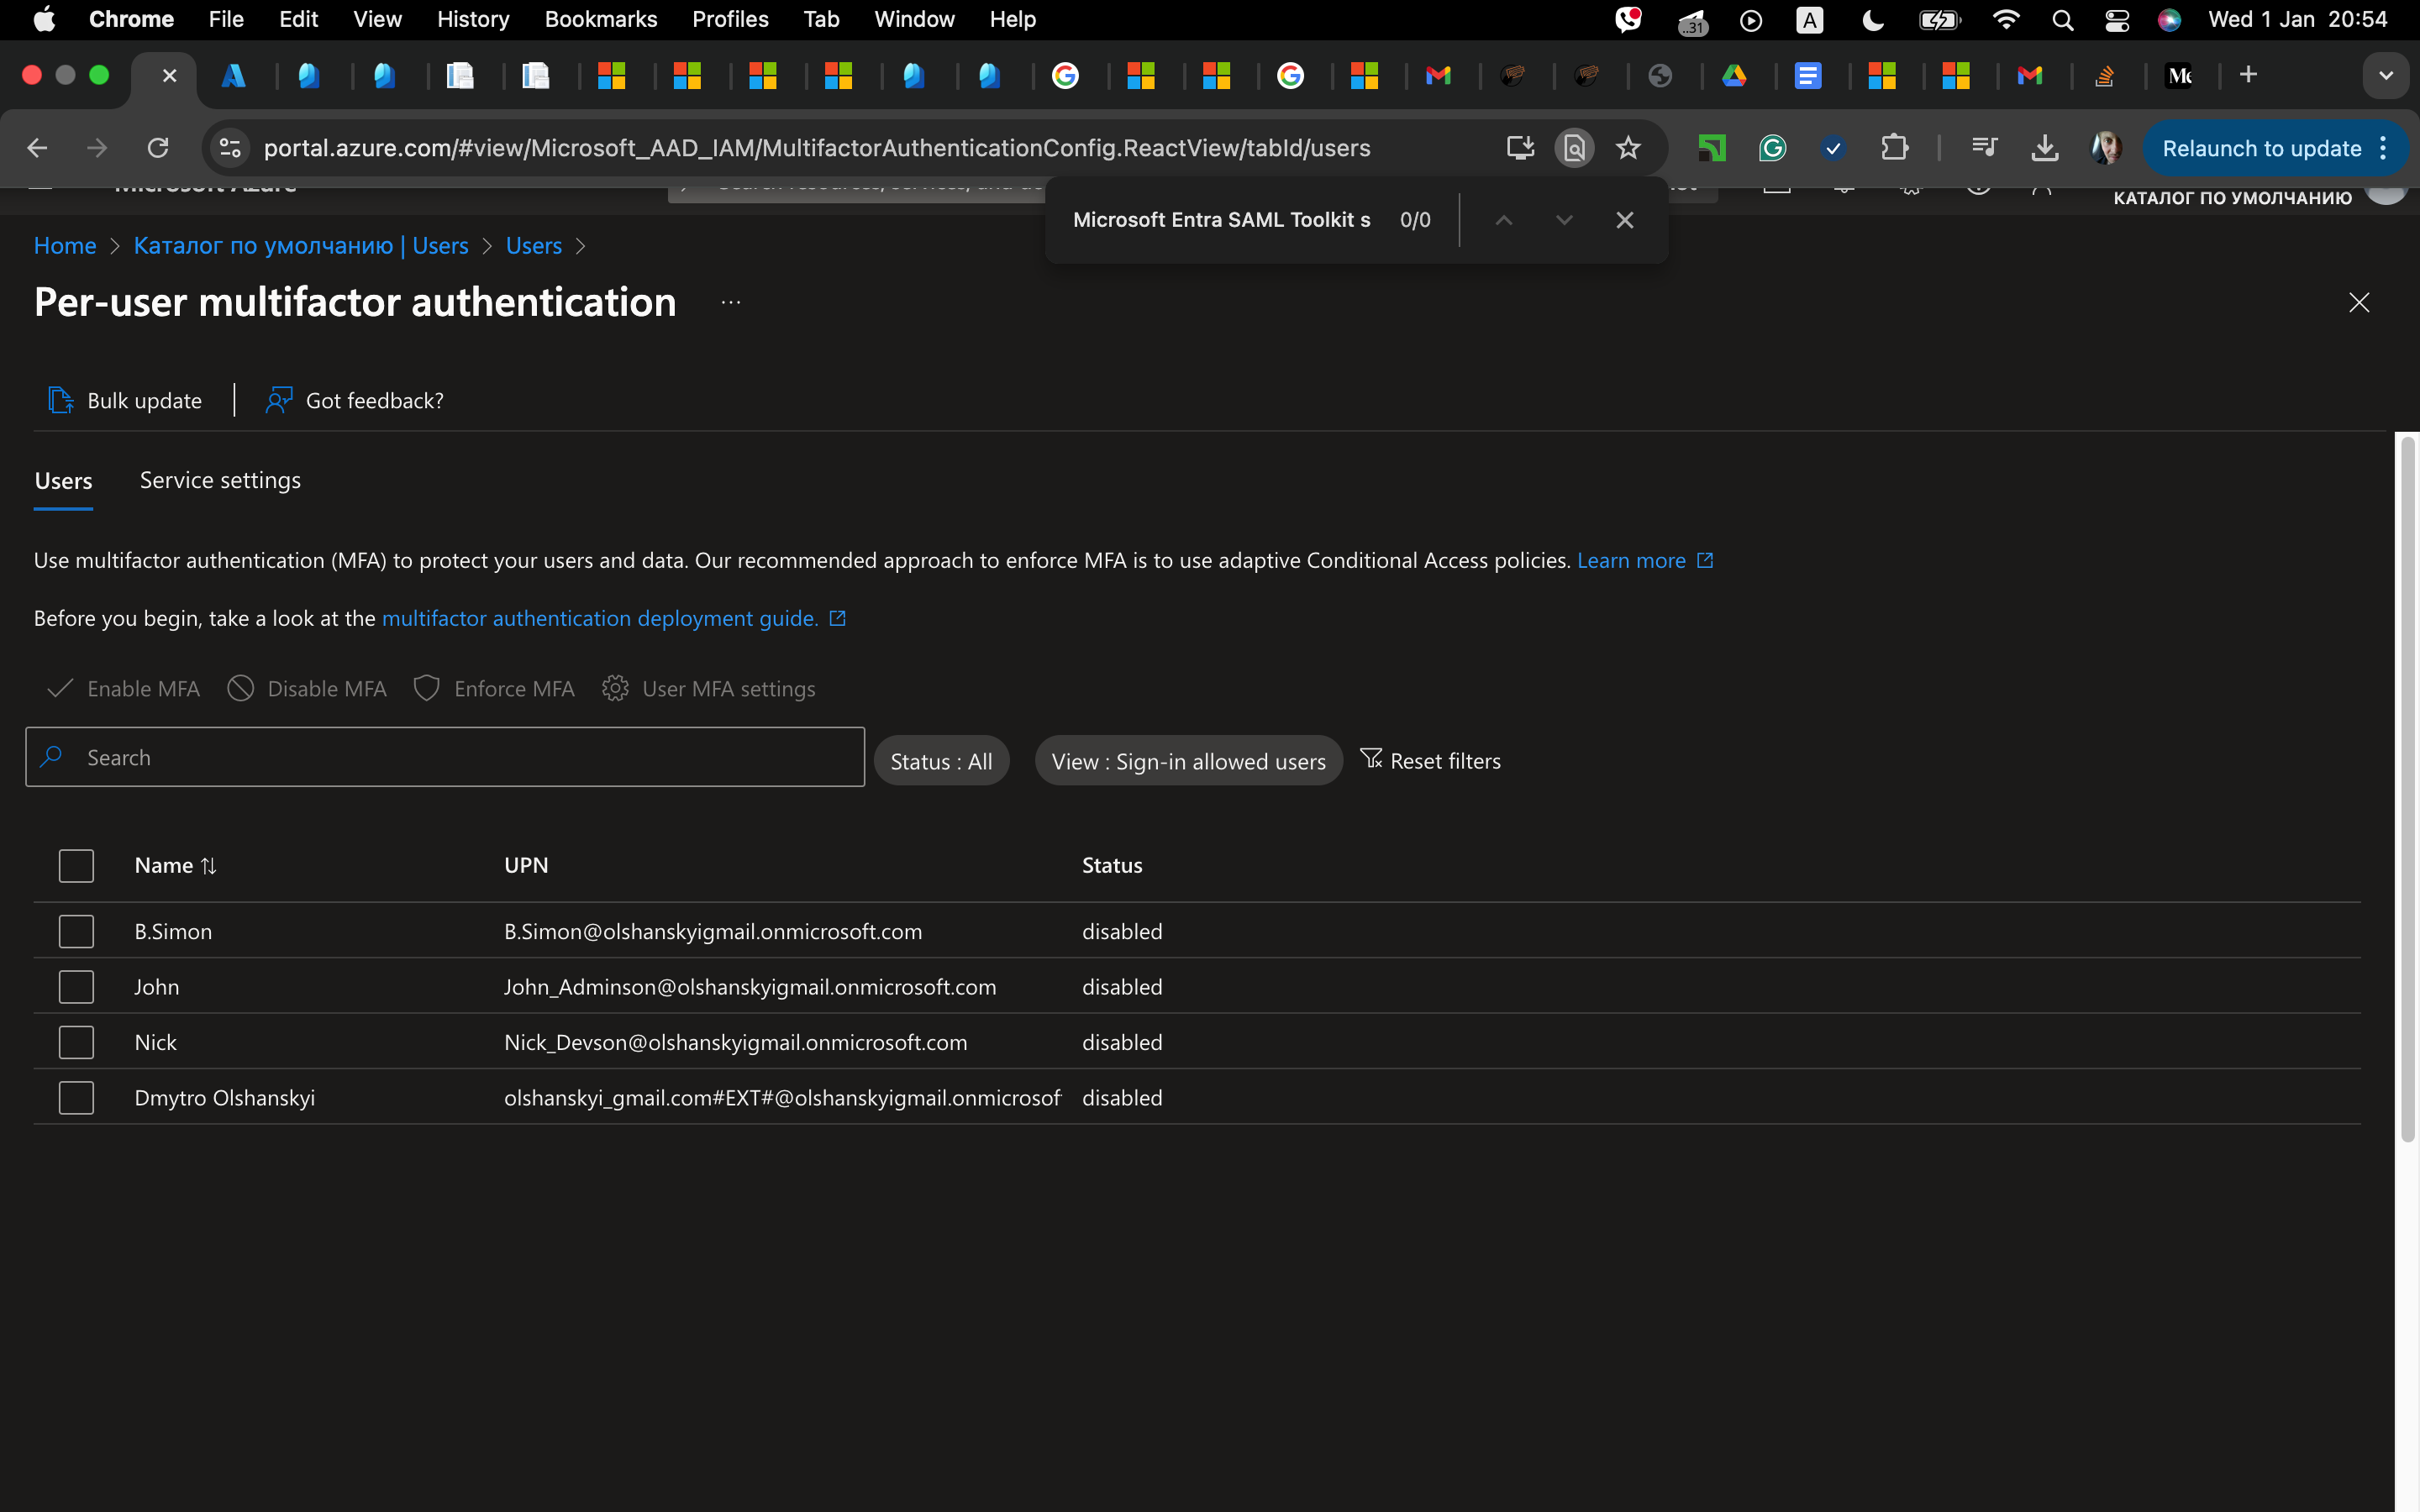 Chrome File Edit View History Bookmarks Profiles Tab Window Help ..31 A Wed 1 Jan 20:54
portal.azure.com/#view/Microsoft_AAD_IAM/MultifactorAuthenticationConfig.ReactView/tabId/users Relaunch to update
Microsoft Azure
КАТАЛОГ ПО УМОЛЧАНИЮ
Microsoft Entra SAML Toolkit s 0/0
Home > Каталог по умолчанию | Users > Users >
Per-user multifactor authentication ...
Bulk update Got feedback?
Users Service settings
Use multifactor authentication (MFA) to protect your users and data. Our recommended approach to enforce MFA is to use adaptive Conditional Access policies. Learn more
Before you begin, take a look at the multifactor authentication deployment guide.
Enable MFA Disable MFA Enforce MFA User MFA settings
Search Status : All View : Sign-in allowed users Reset filters
Name UPN Status
B.Simon B.Simon@olshanskyigmail.onmicrosoft.com disabled
John John_Adminson@olshanskyigmail.onmicrosoft.com disabled
Nick Nick_Devson@olshanskyigmail.onmicrosoft.com disabled
Dmytro Olshanskyi olshanskyi_gmail.com#EXT#@olshanskyigmail.onmicrosof disabled